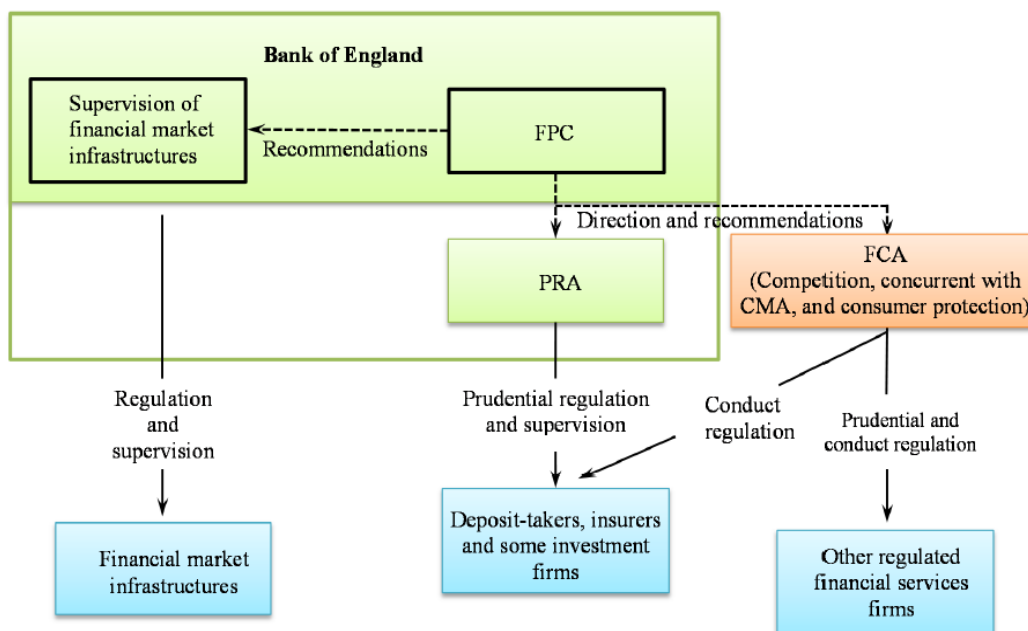 Bank of England
Supervision of
financial market
infrastructures
Recommendations
FPC
Direction and recommendations
PRA
FCA
(Competition, concurrent with
CMA, and consumer protection)
Regulation
and
supervision
Prudential regulation
and supervision
Conduct
regulation
Prudential and
conduct regulation
Financial market
infrastructures
Deposit-takers, insurers
and some investment
firms
Other regulated
financial services
firms